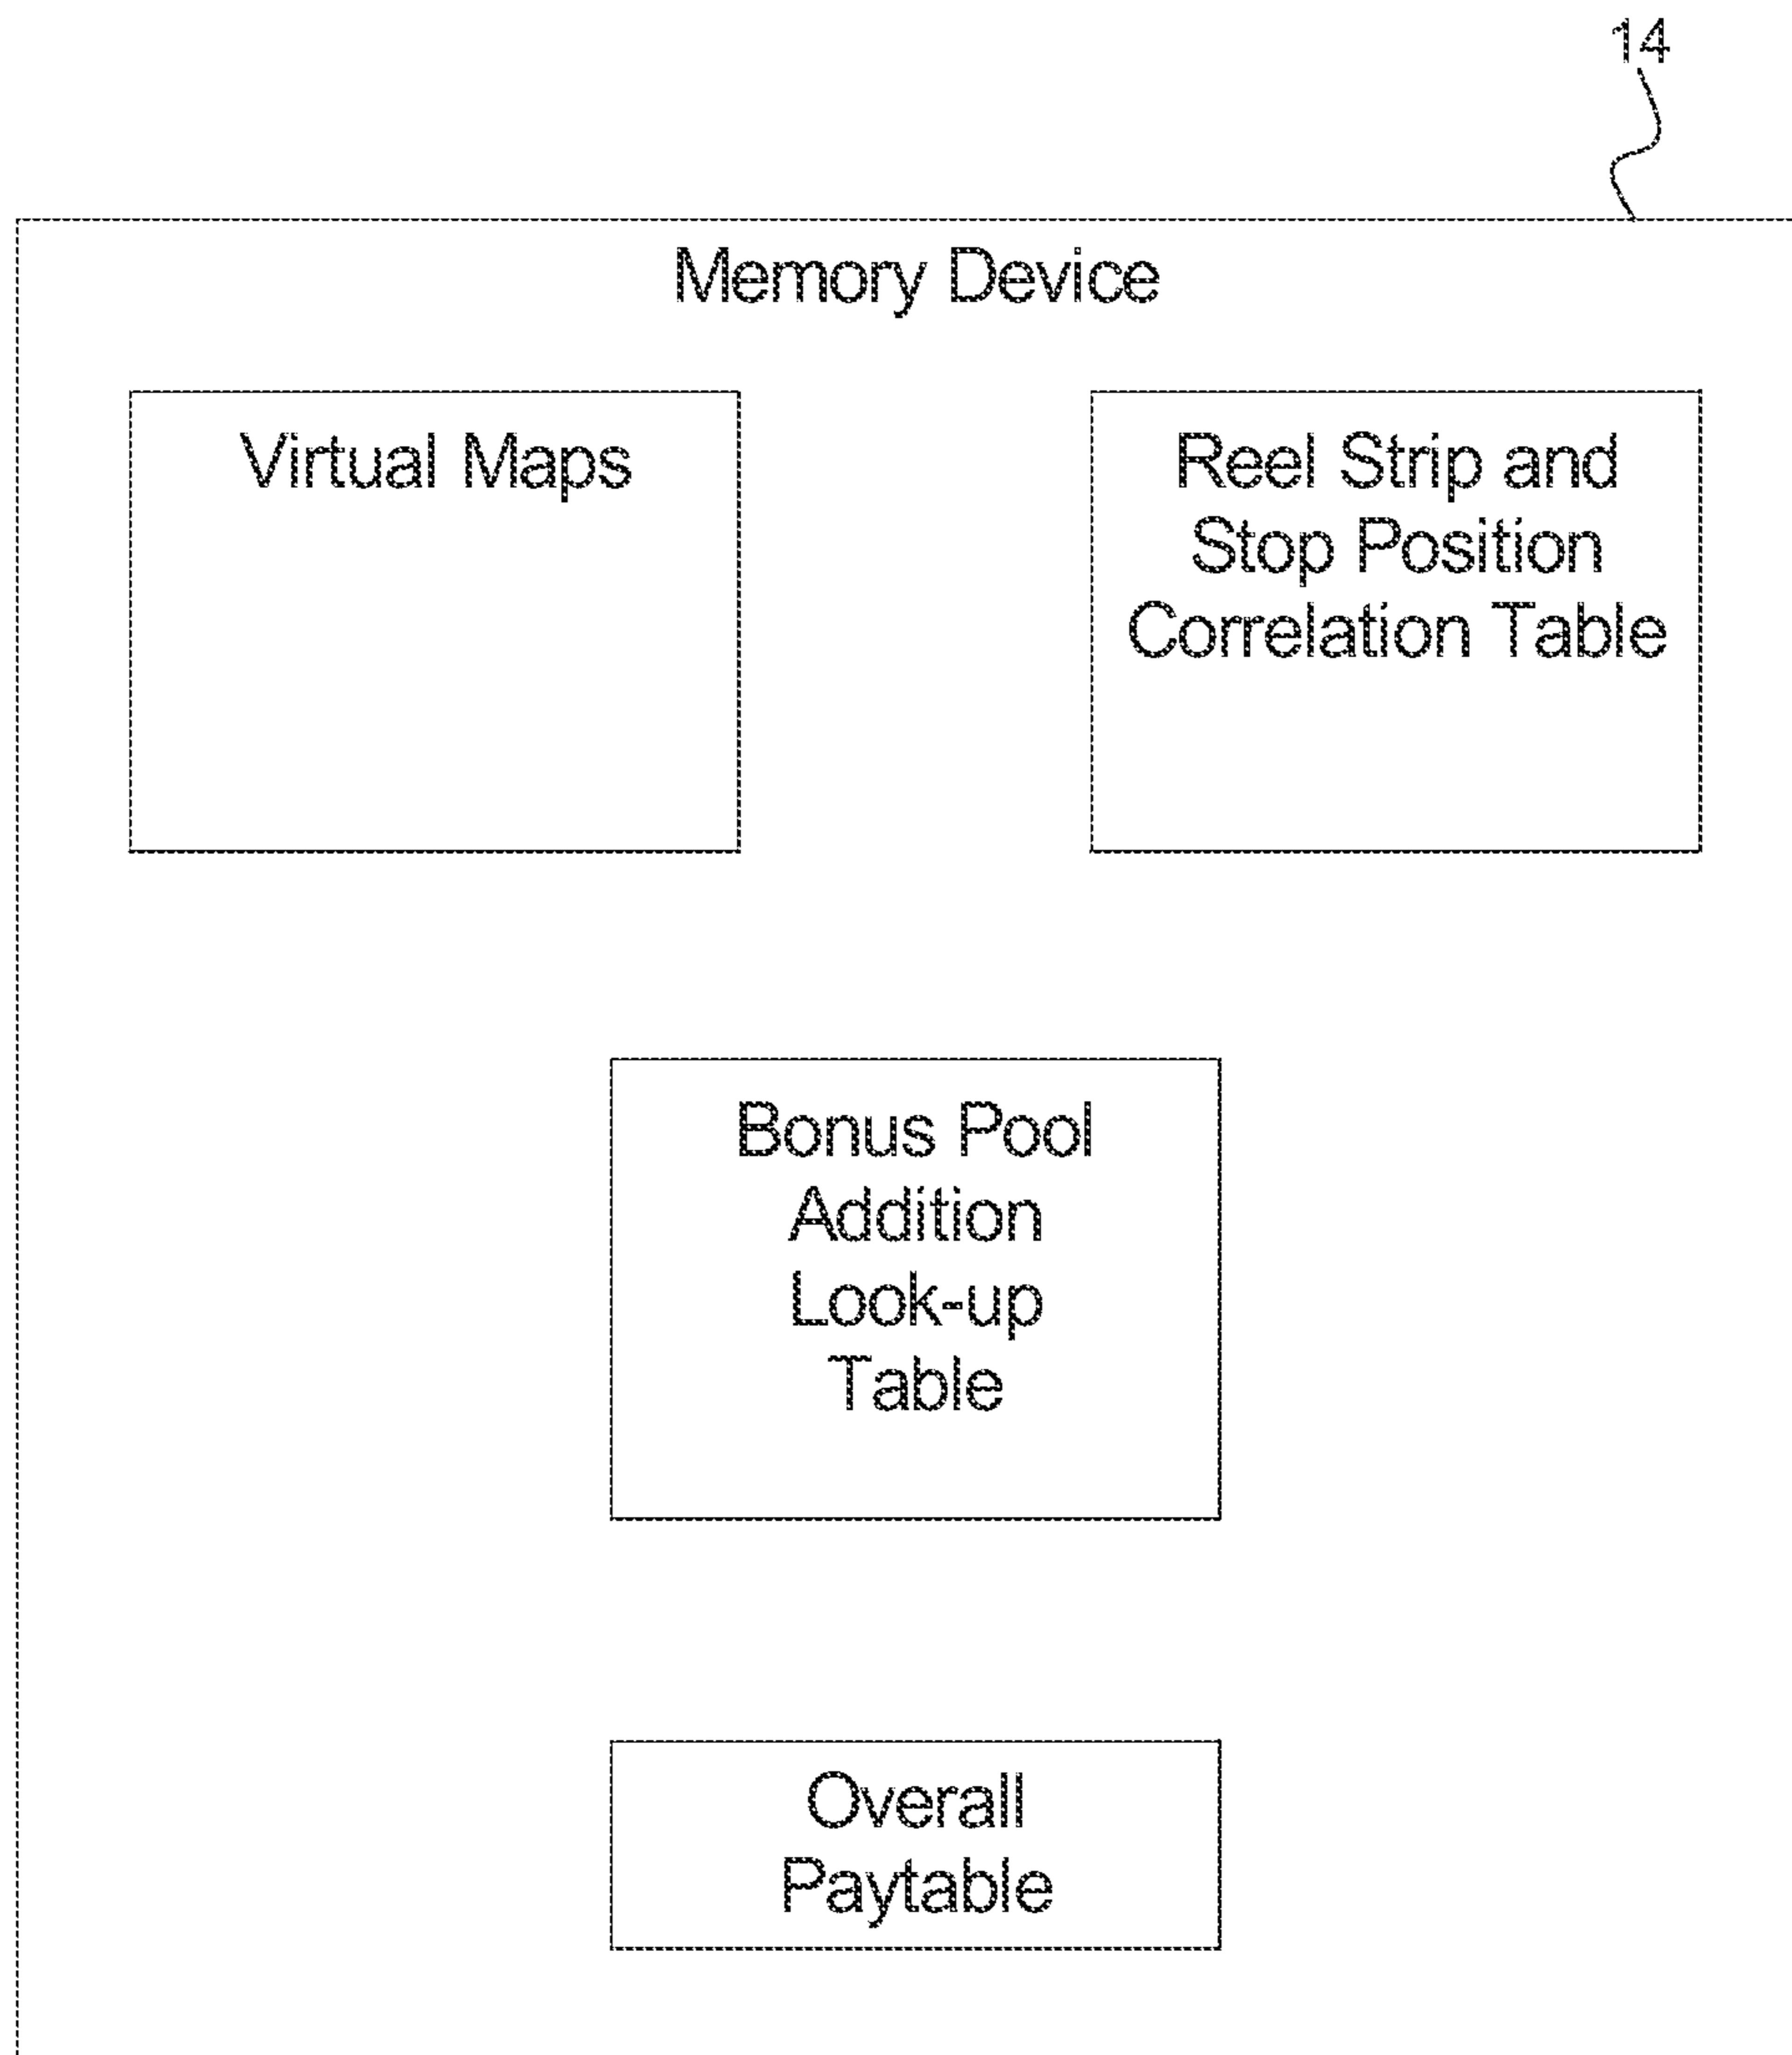 14
Memory Device
Virtual Maps
Reel Strip and
Stop Position
Correlation Table
Bonus Pool
Addition
Look-up
Table
Overall
Paytable